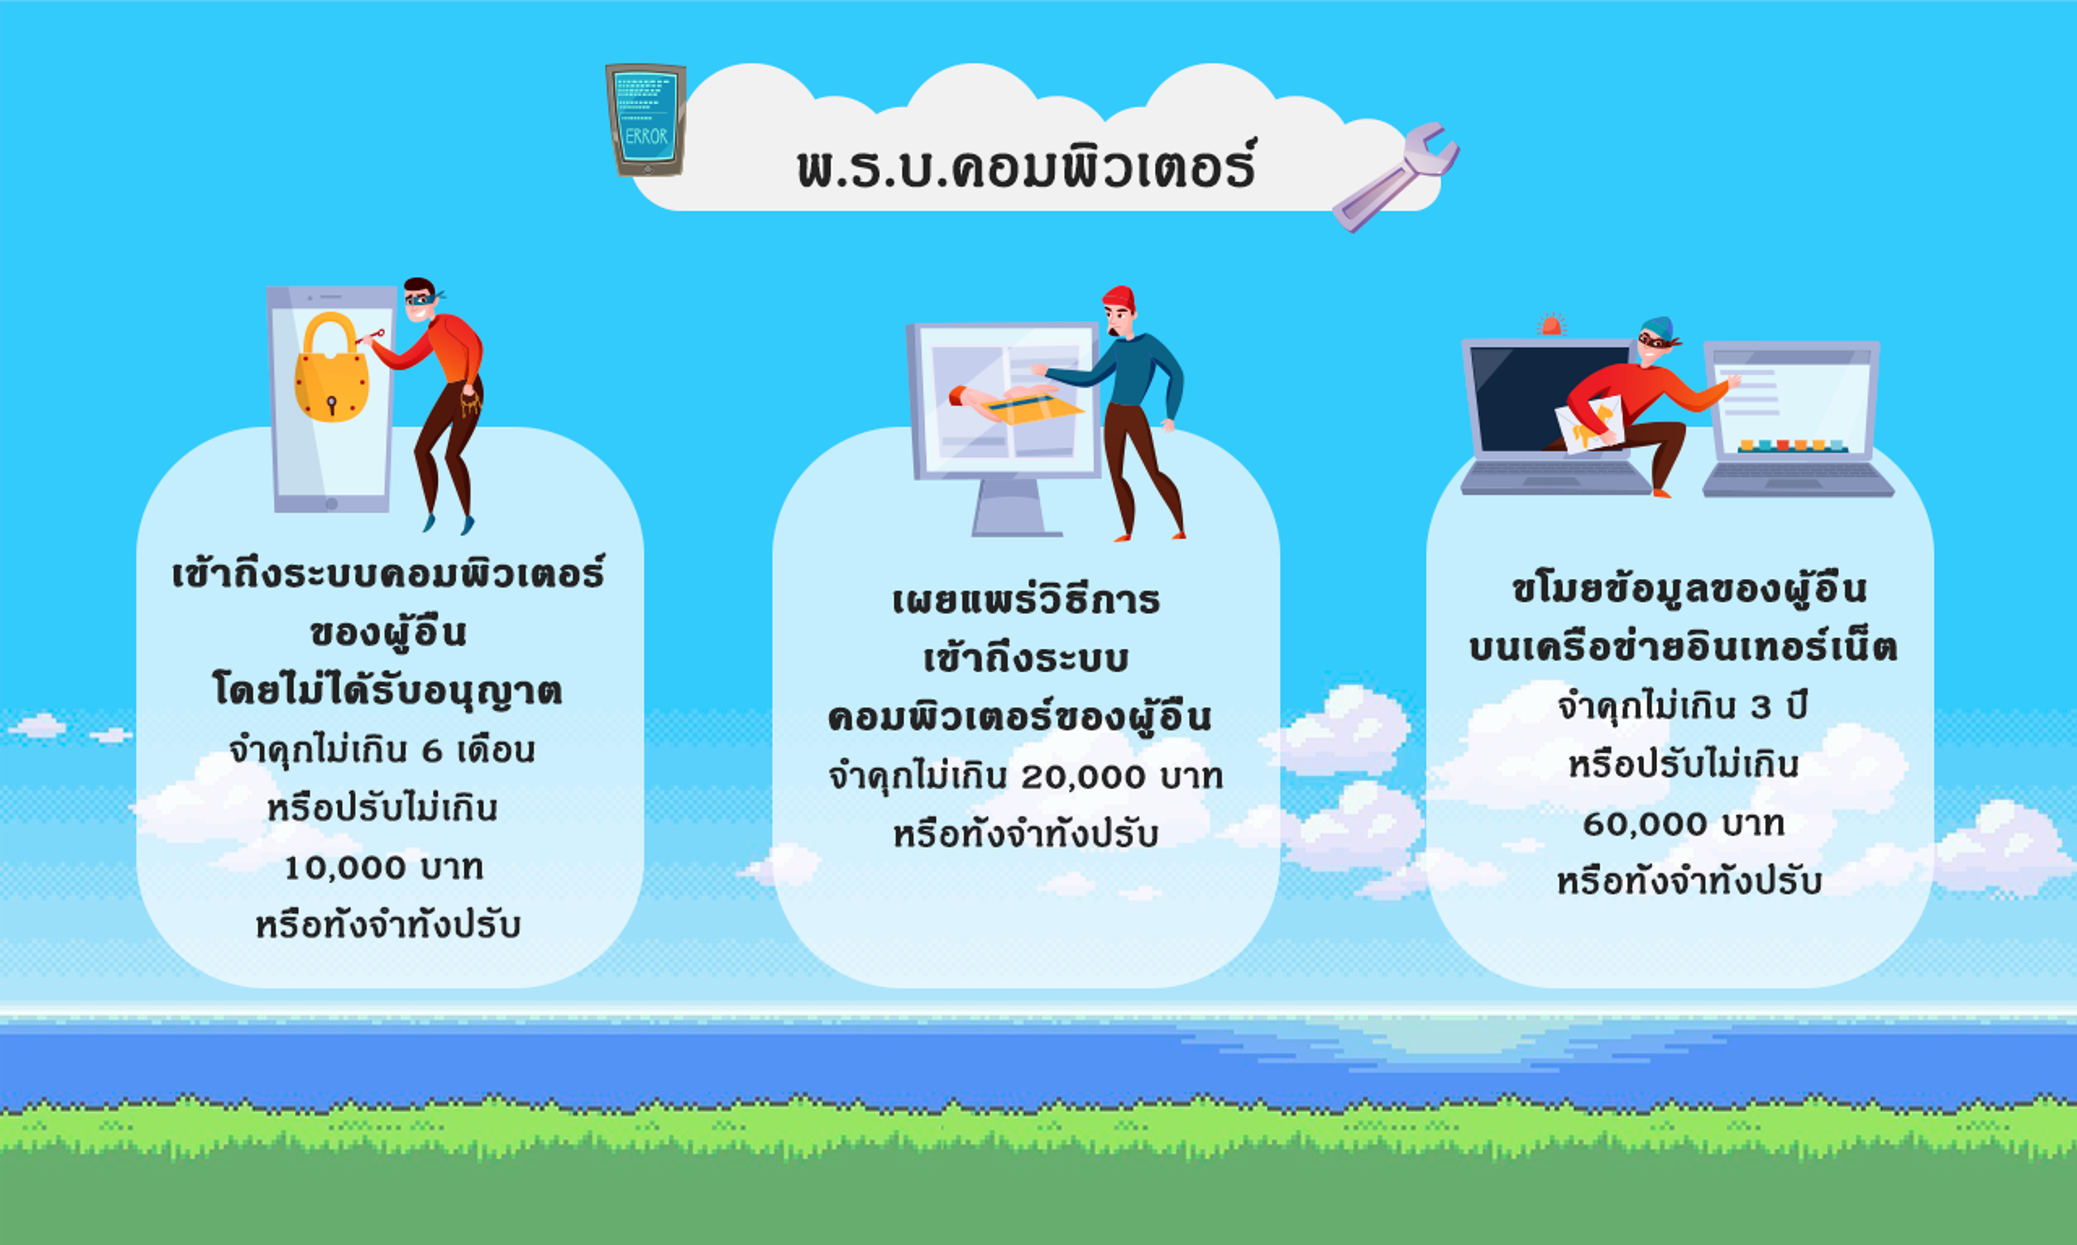 ERROR
พ.ร.บ.คอมพิวเตอร์
เข้าถึงระบบคอมพิวเตอร์
ของผู้อื่น
โดยไม่ได้รับอนุญาต
จำคุกไม่เกิน 6 เดือน
หรือปรับไม่เกิน
10,000 บาท
หรือทั้งจำทั้งปรับ
เผยแพร่วิธีการ
เข้าถึงระบบ
คอมพิวเตอร์ของผู้อื่น
จำคุกไม่เกิน 20,000 บาท
หรือทั้งจำทั้งปรับ
ขโมยข้อมูลของผู้อื่น
บนเครือข่ายอินเทอร์เน็ต
จำคุกไม่เกิน 3 ปี
หรือปรับไม่เกิน
60,000 บาท
หรือทั้งจำทั้งปรับ